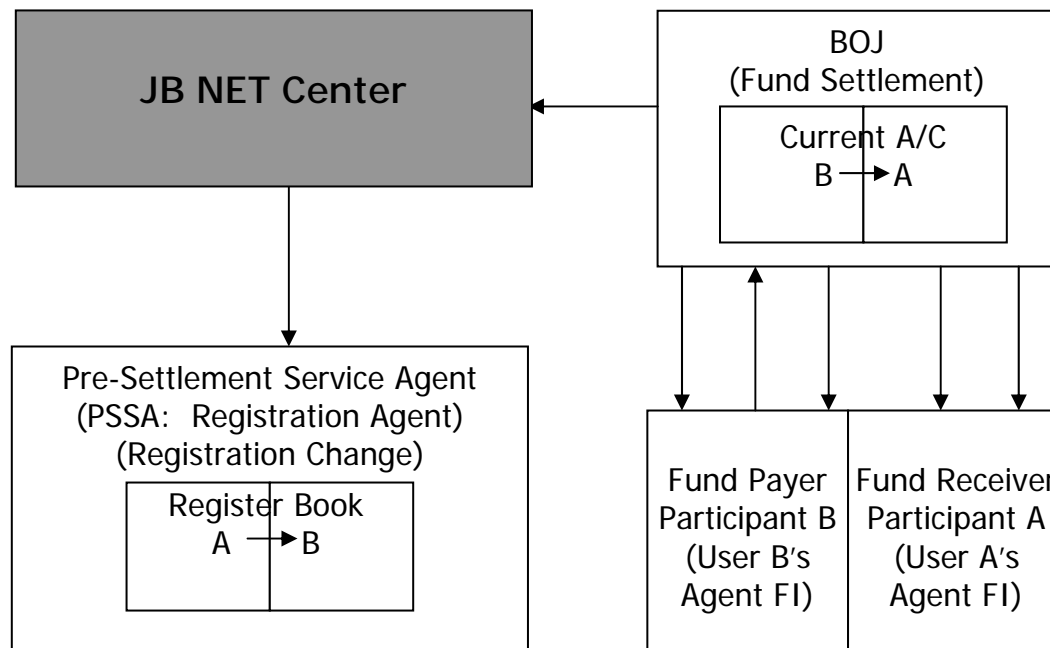 JB NET Center
BOJ
(Fund Settlement)
Current A/C
B A
Pre-Settlement Service Agent
(PSSA: Registration Agent)
(Registration Change)
Register Book
A B
Fund Payer
Participant B
(User B's
Agent FI)
Fund Receiver
Participant A
(User A's
Agent FI)